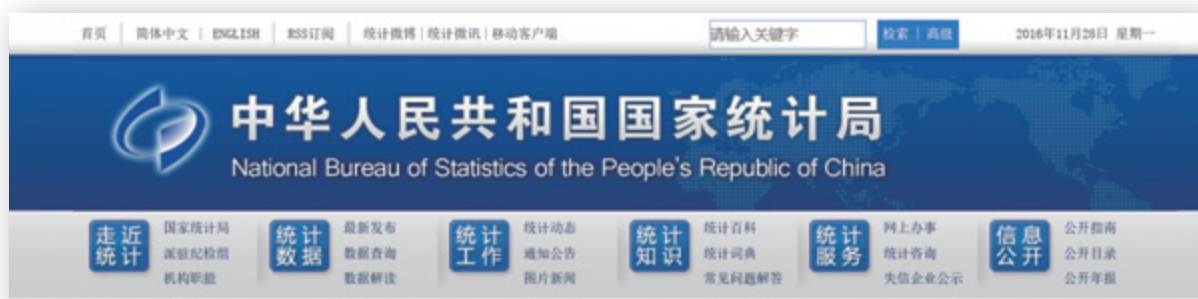 首页 | 简体中文 | ENGLISH | RSS订阅 | 统计微博 | 统计微讯 | 移动客户端 请输入关键字 检索 | 高级 2016年11月28日 星期一
中华人民共和国国家统计局
National Bureau of Statistics of the People's Republic of China
走近统计 国家统计局 派驻纪检组 机构职能
统计数据 最新发布 数据查询 数据解读
统计工作 统计动态 通知公告 图片新闻
统计知识 统计百科 统计词典 常见问题解答
统计服务 网上办事 统计咨询 失信企业公示
信息公开 公开指南 公开目录 公开年报